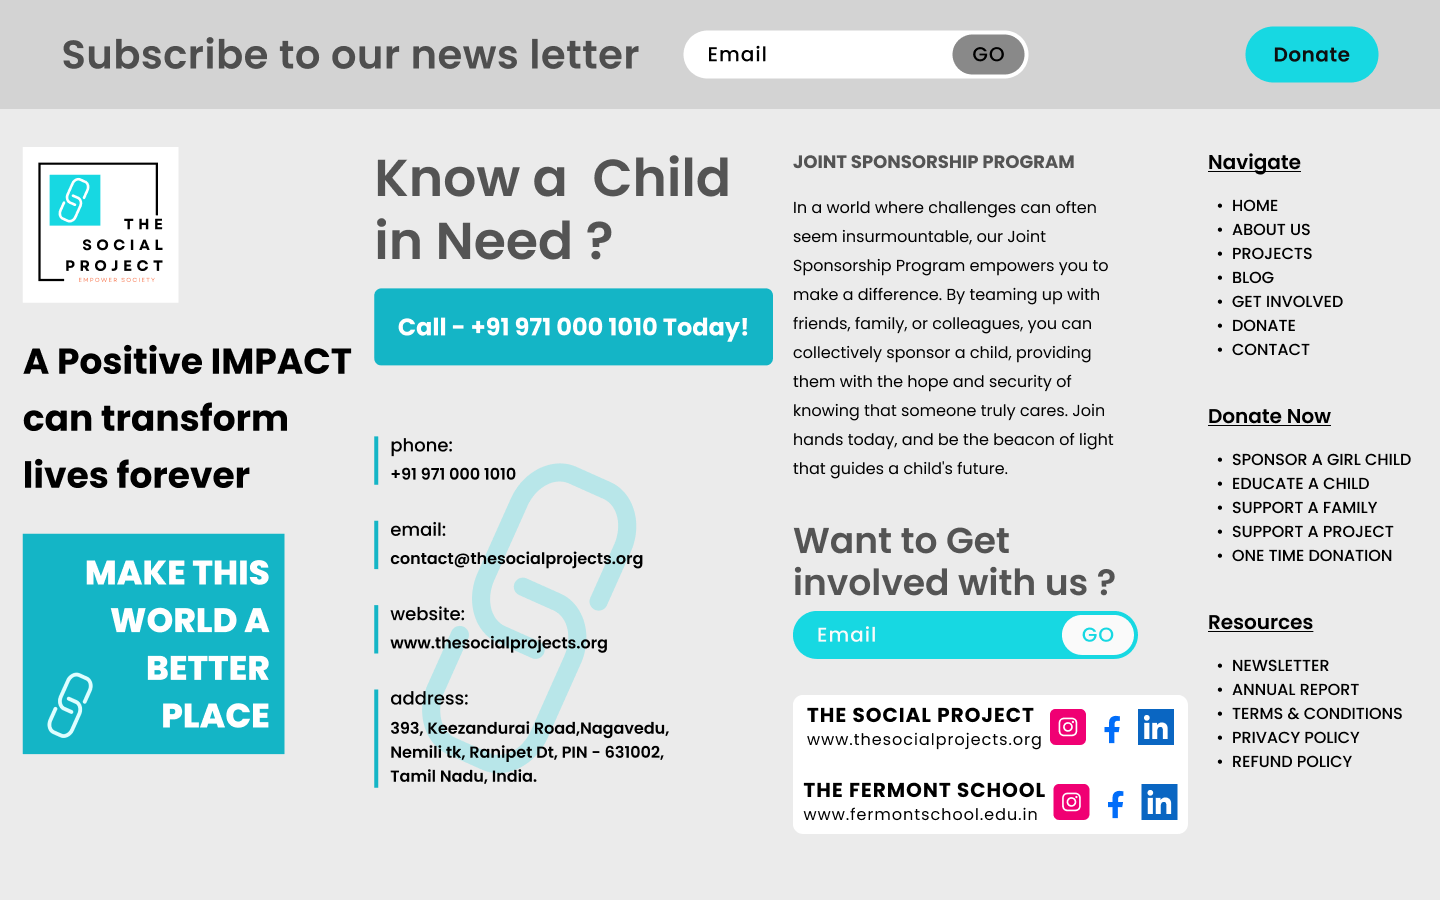 Subscribe to our news letter
Email
GO
Donate
THE
SOCIAL
PROJECT
EMPOWER SOCIETY
A Positive IMPACT
can transform
lives forever
MAKE THIS
WORLD A
BETTER
PLACE
Know a Child
in Need ?
Call - +91 971 000 1010 Today!
phone:
+91 971 000 1010
email:
contact@thesocialprojects.org
website:
www.thesocialprojects.org
address:
393, Keezandurai Road,Nagavedu,
Nemili tk, Ranipet Dt, PIN - 631002,
Tamil Nadu, India.
JOINT SPONSORSHIP PROGRAM
In a world where challenges can often
seem insurmountable, our Joint
Sponsorship Program empowers you to
make a difference. By teaming up with
friends, family, or colleagues, you can
collectively sponsor a child, providing
them with the hope and security of
knowing that someone truly cares. Join
hands today, and be the beacon of light
that guides a child's future.
Want to Get
involved with us ?
Email
GO
THE SOCIAL PROJECT
www.thesocialprojects.org
THE FERMONT SCHOOL
www.fermontschool.edu.in
Navigate
• HOME
• ABOUT US
• PROJECTS
• BLOG
• GET INVOLVED
• DONATE
• CONTACT
Donate Now
• SPONSOR A GIRL CHILD
• EDUCATE A CHILD
• SUPPORT A FAMILY
• SUPPORT A PROJECT
• ONE TIME DONATION
Resources
• NEWSLETTER
• ANNUAL REPORT
• TERMS & CONDITIONS
• PRIVACY POLICY
• REFUND POLICY